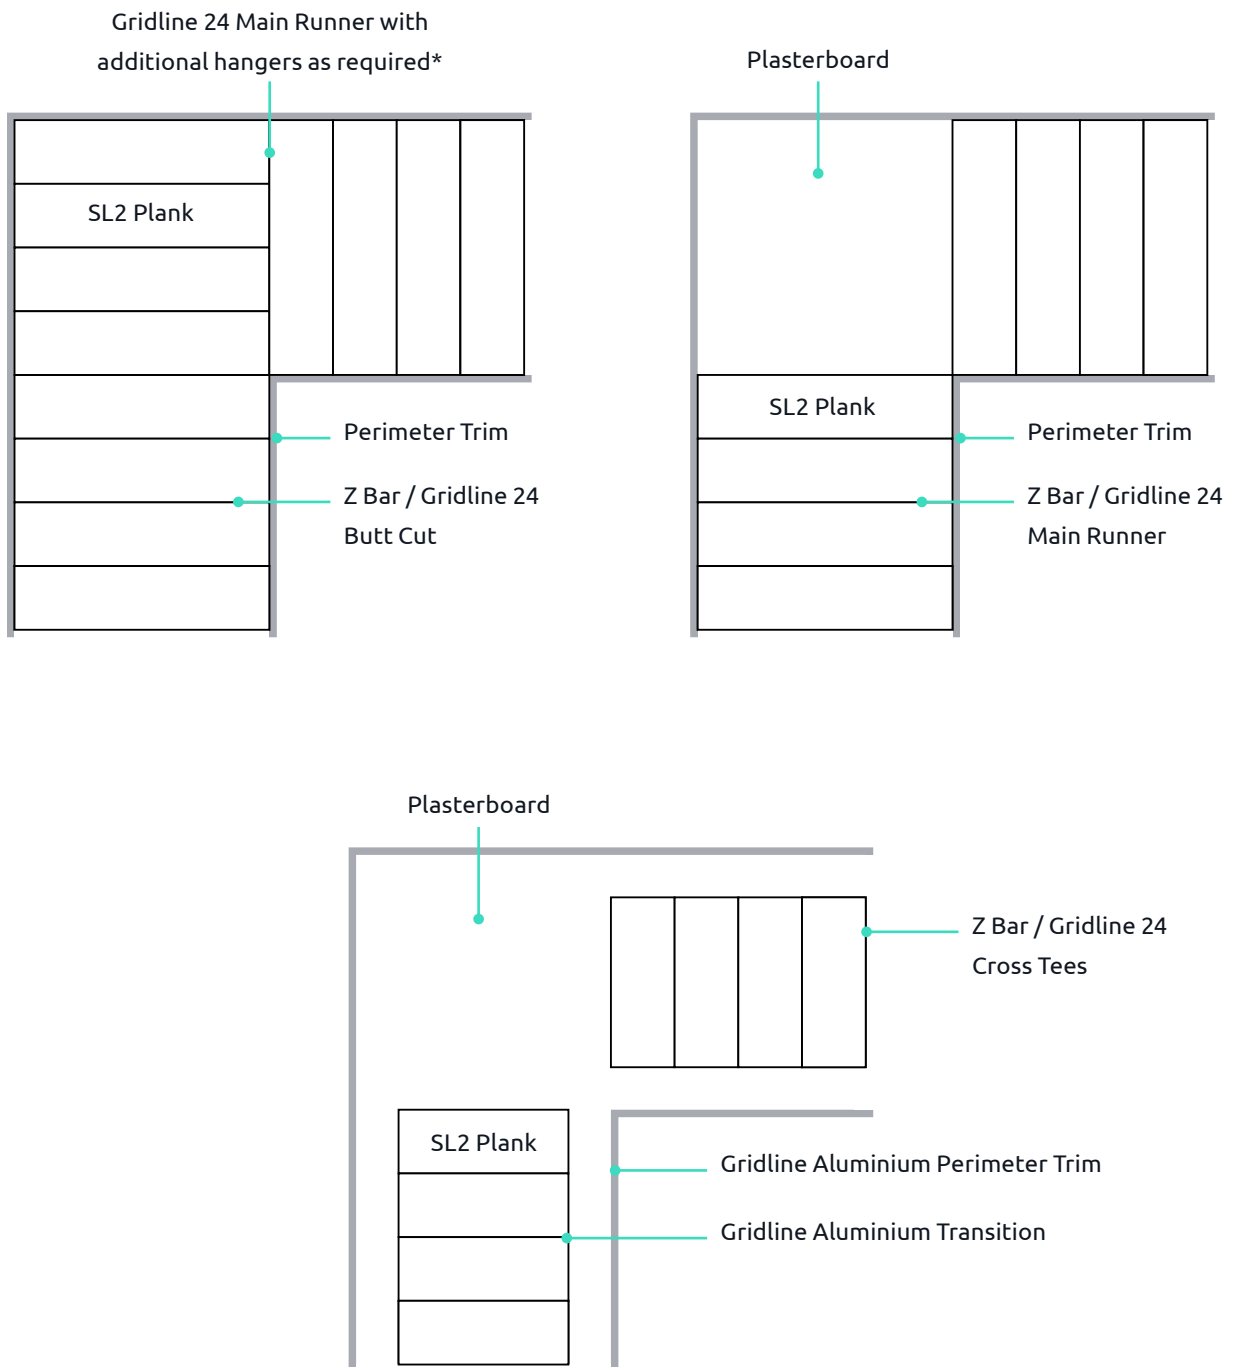 Gridline 24 Main Runner with
additional hangers as required*
SL2 Plank
Perimeter Trim
Z Bar / Gridline 24
Butt Cut
Plasterboard
SL2 Plank
Perimeter Trim
Z Bar / Gridline 24
Main Runner
Plasterboard
Z Bar / Gridline 24
Cross Tees
SL2 Plank
Gridline Aluminium Perimeter Trim
Gridline Aluminium Transition